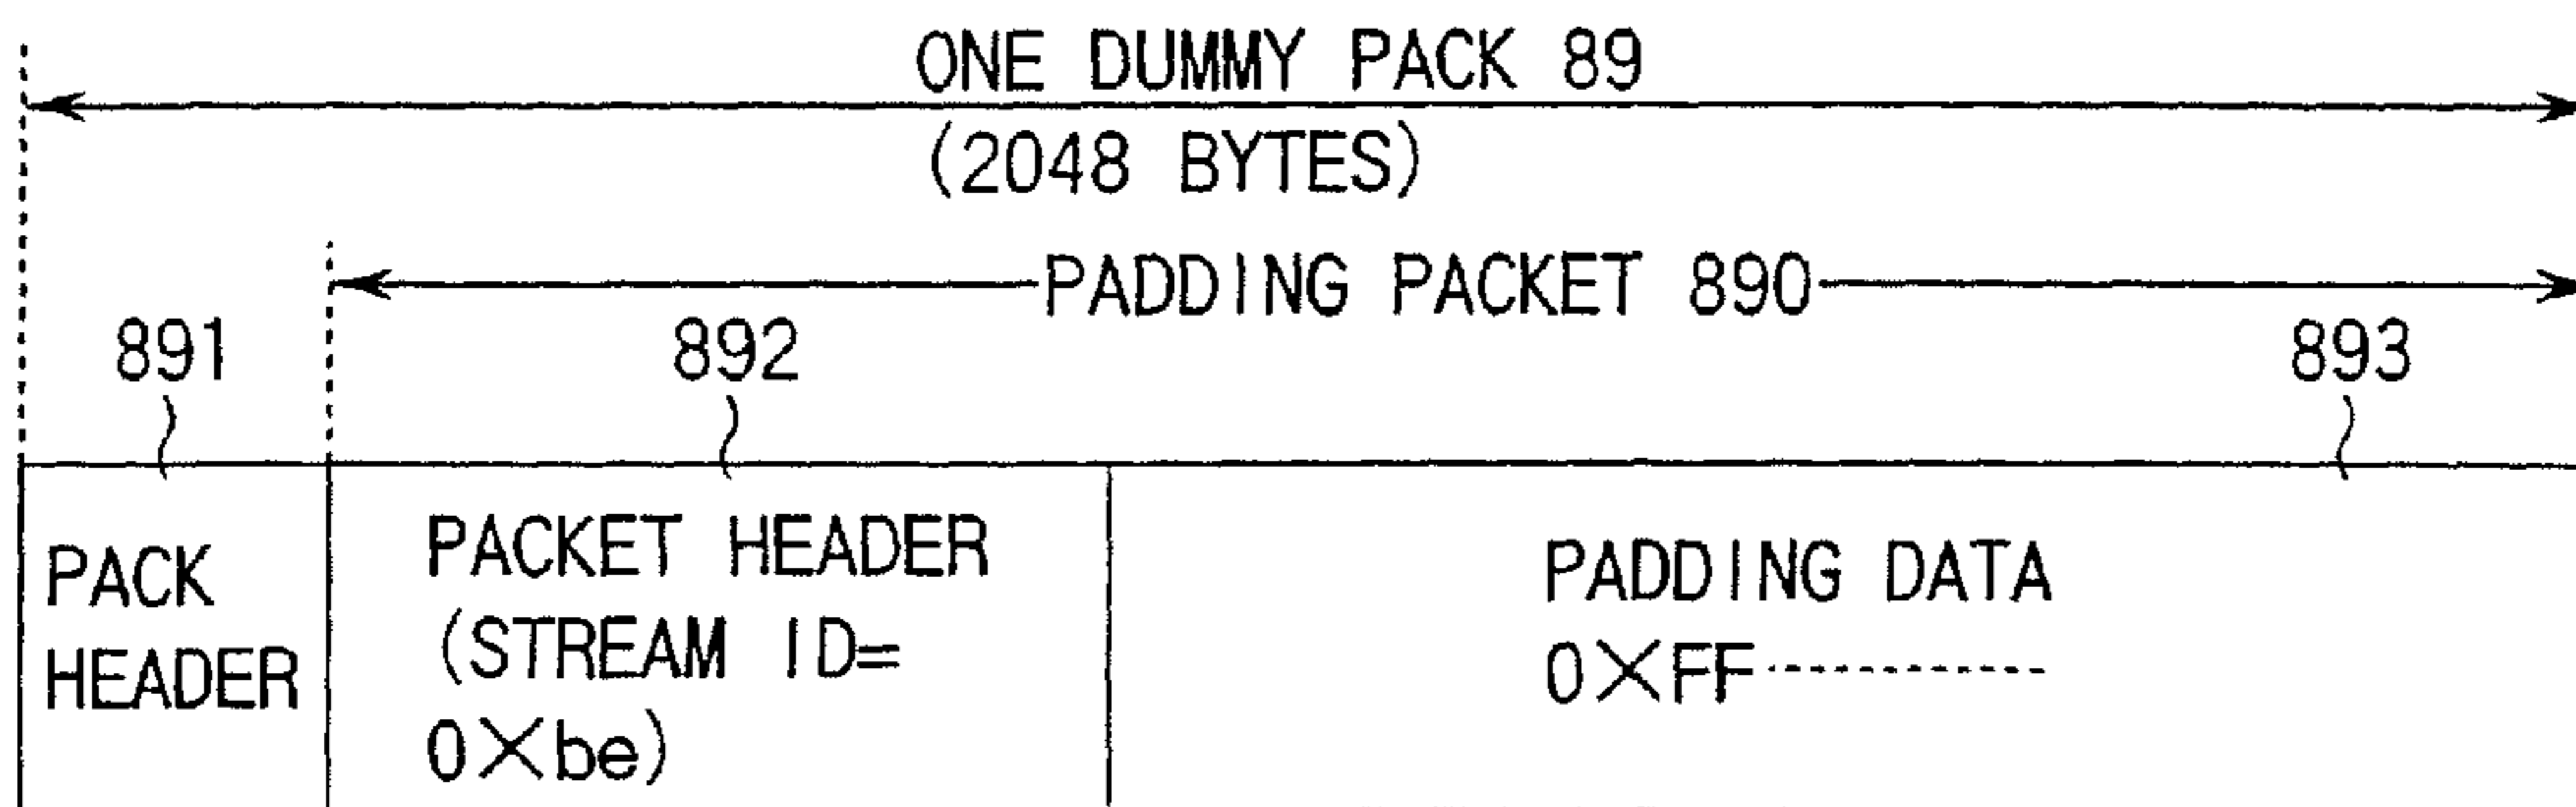 ONE DUMMY PACK 89
(2048 BYTES)
PADDING PACKET 890
891
892
893
PACK
HEADER
PACKET HEADER
(STREAM ID=
0×be)
PADDING DATA
0×FF---------